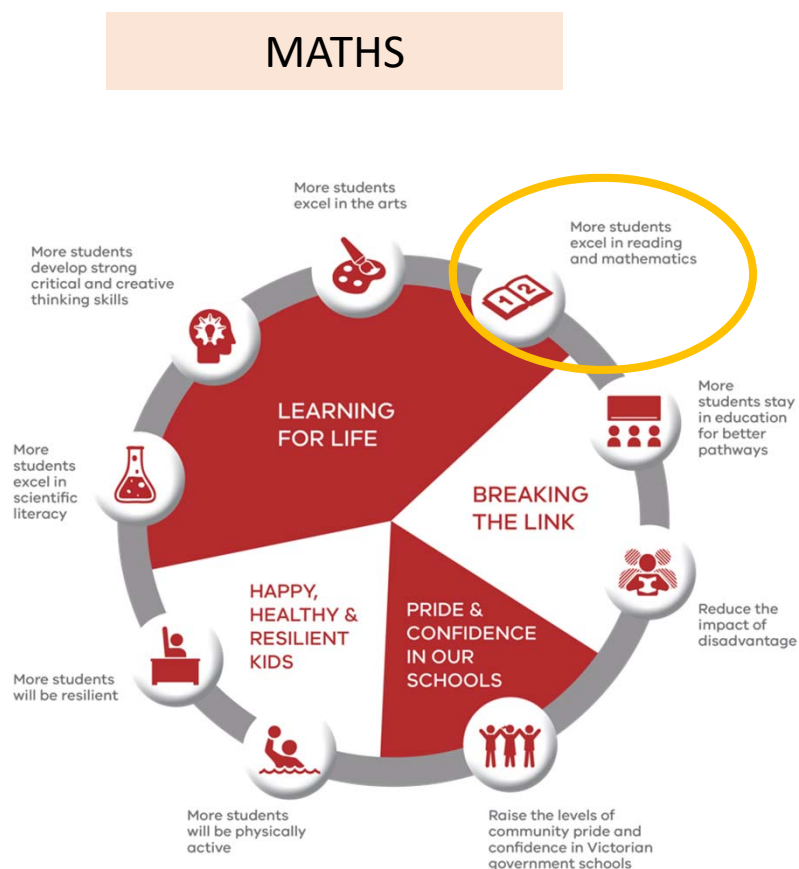 MATHS
More students
excel in the arts
More students
excel in reading
and mathematics
More students
develop strong
critical and creative
thinking skills
1 2
More
students stay
in education
for better
pathways
LEARNING
FOR LIFE
More
students
excel in
scientific
literacy
BREAKING
THE LINK
HAPPY,
HEALTHY &
RESILIENT
KIDS
PRIDE &
CONFIDENCE
IN OUR
SCHOOLS
Reduce the
impact of
disadvantage
More students
will be resilient
More students
will be physically
active
Raise the levels of
community pride and
confidence in Victorian
government schools